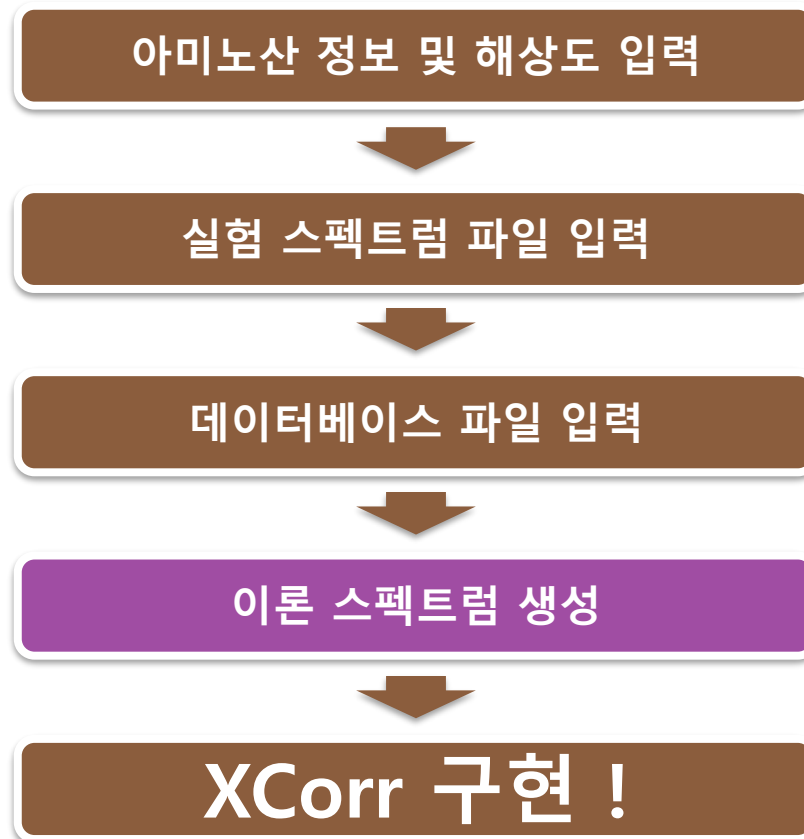 아미노산 정보 및 해상도 입력
실험 스펙트럼 파일 입력
데이터베이스 파일 입력
이론 스펙트럼 생성
XCorr 구현 !